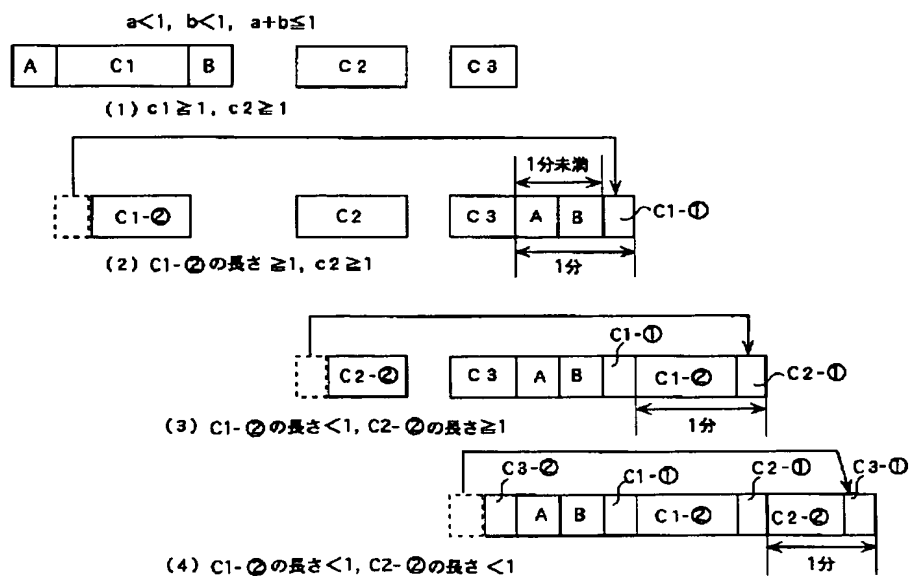 a<1, b<1, a+b≦1
A C1 B C2 C3
(1) c1≧1, c2≧1
1分未満
C1-② C2 C3 A B C1-①
1分
(2) C1-②の長さ≧1, c2≧1
C1-①
C2-② C3 A B C1-② C2-①
1分
(3) C1-②の長さ<1, C2-②の長さ≧1
C3-② C1-① C2-① C3-①
A B C1-② C2-②
1分
(4) C1-②の長さ<1, C2-②の長さ<1